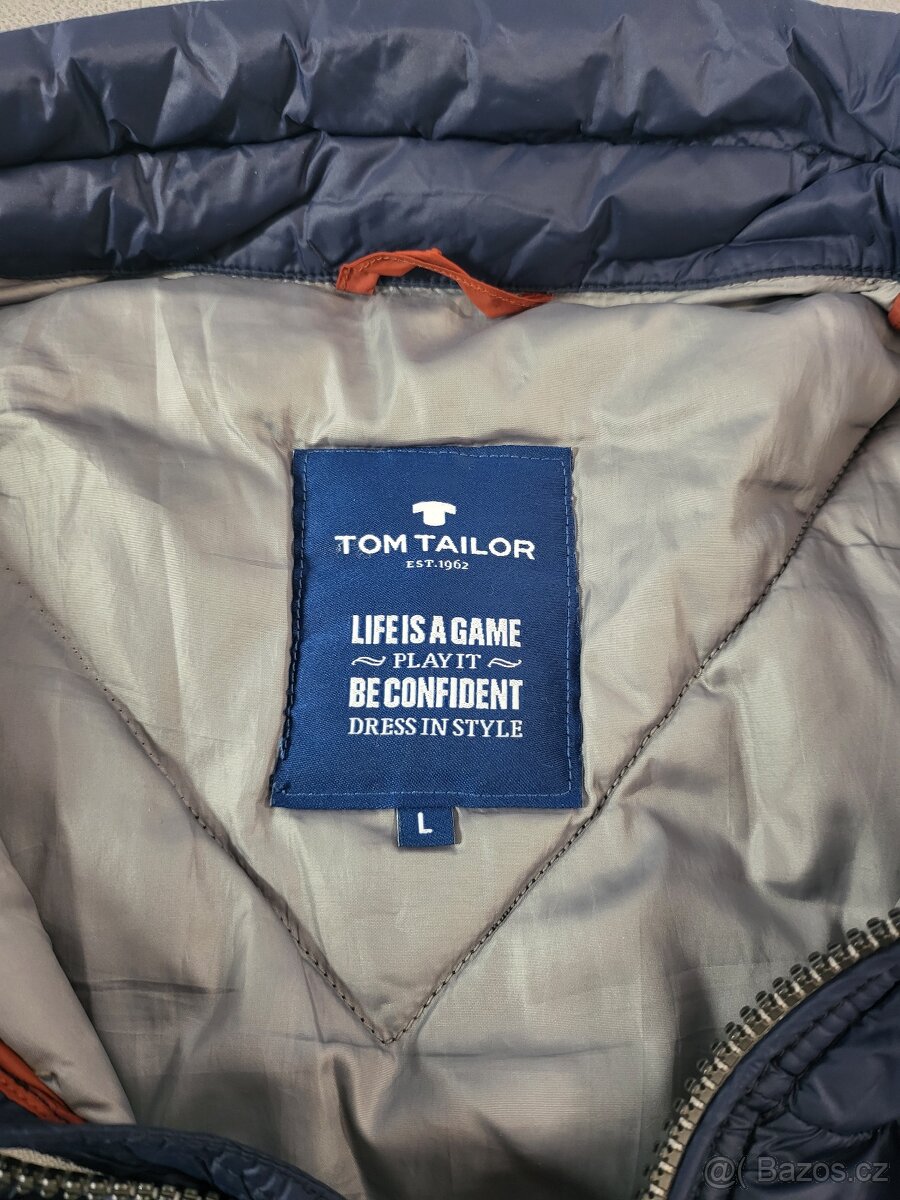 TOM TAILOR
EST.1962
LIFE IS A GAME
~ PLAY IT ~
BE CONFIDENT
DRESS IN STYLE
L
@( Bazos.cz